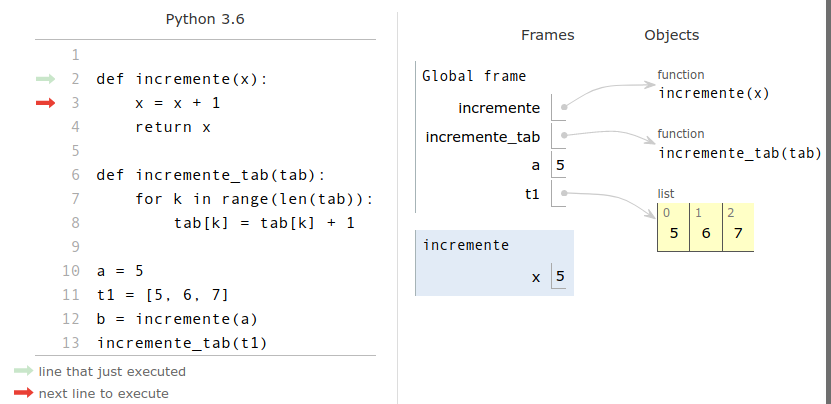 Python 3.6
1
2 def incremente(x):
3     x = x + 1
4     return x
5
6 def incremente_tab(tab):
7     for k in range(len(tab)):
8         tab[k] = tab[k] + 1
9
10 a = 5
11 t1 = [5, 6, 7]
12 b = incremente(a)
13 incremente_tab(t1)
line that just executed
next line to execute
Frames Objects
Global frame
incremente
incremente_tab
a 5
t1
function
incremente(x)
function
incremente_tab(tab)
list
0 1 2
5 6 7
incremente
x 5